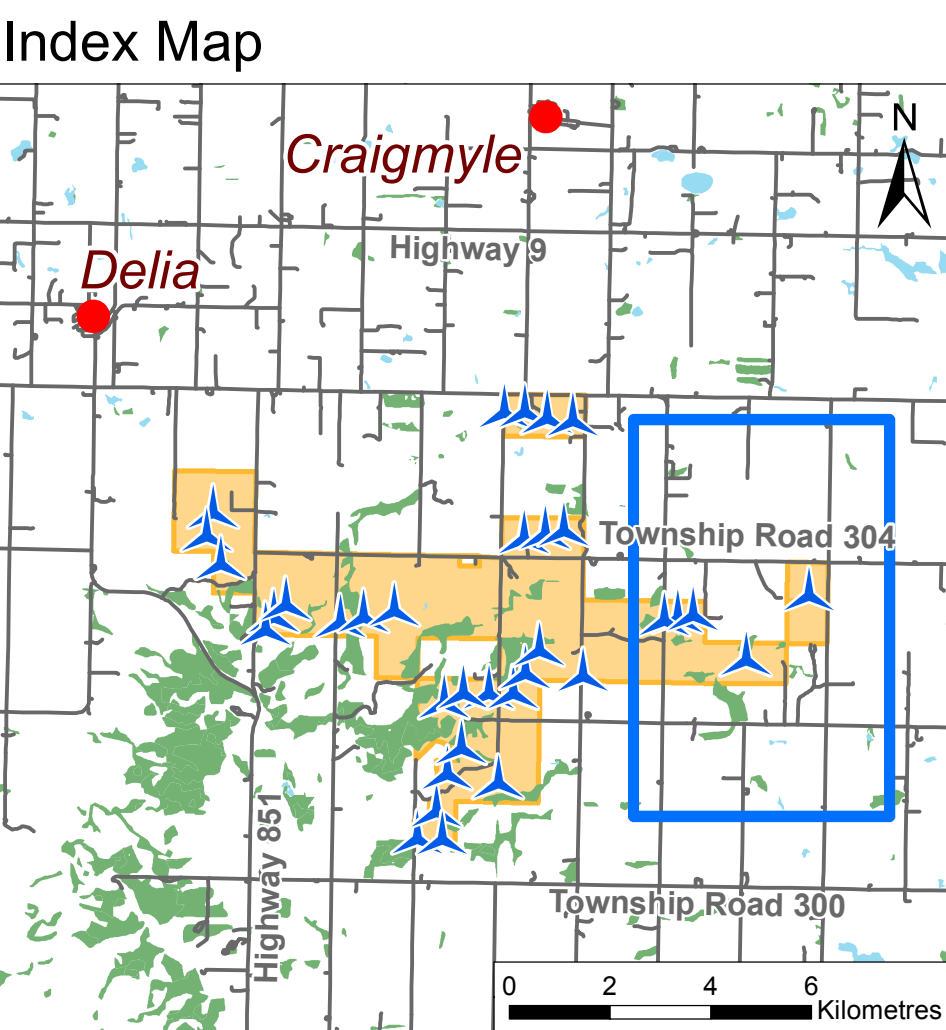 Index Map
N
Craigmyle
Highway 9
Delia
Township Road 304
Highway 851
Township Road 300
0 2 4 6
Kilometres